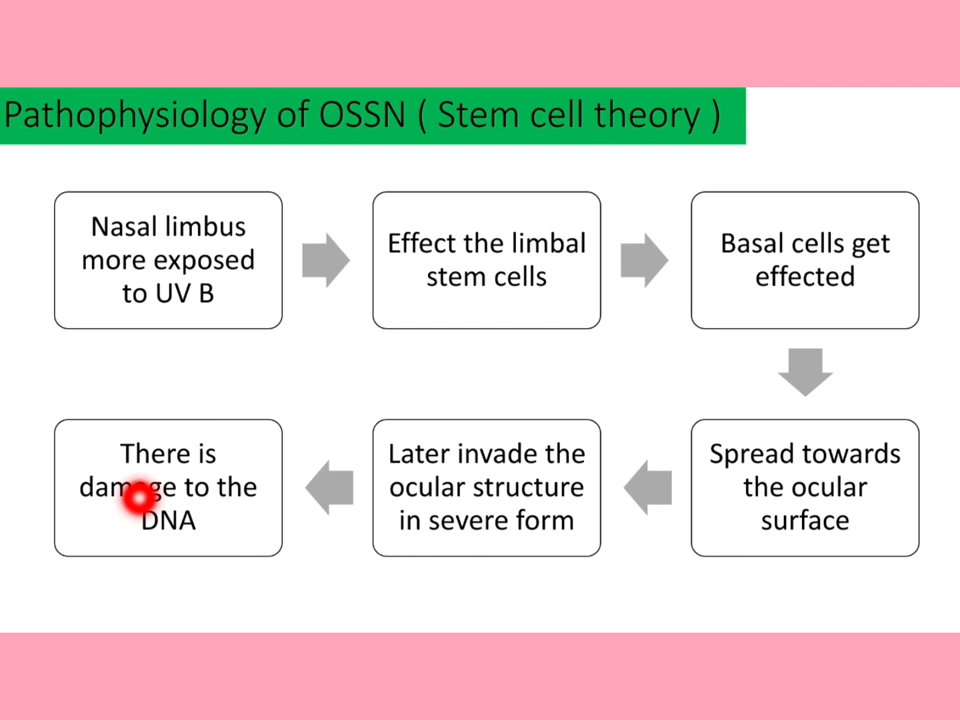 Pathophysiology of OSSN ( Stem cell theory )
Nasal limbus
more exposed
to UV B
Effect the limbal
stem cells
Basal cells get
effected
Spread towards
the ocular
surface
Later invade the
ocular structure
in severe form
There is
damage to the
DNA